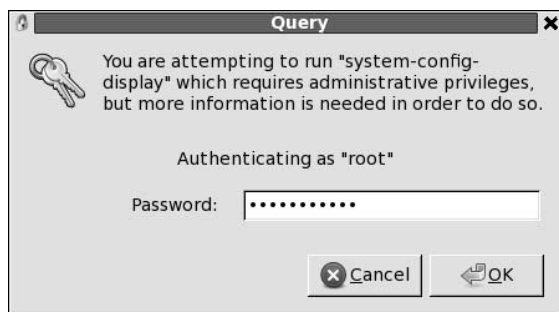 Query
You are attempting to run "system-config-
display" which requires administrative privileges,
but more information is needed in order to do so.
Authenticating as "root"
Password: •••••••••••
Cancel OK